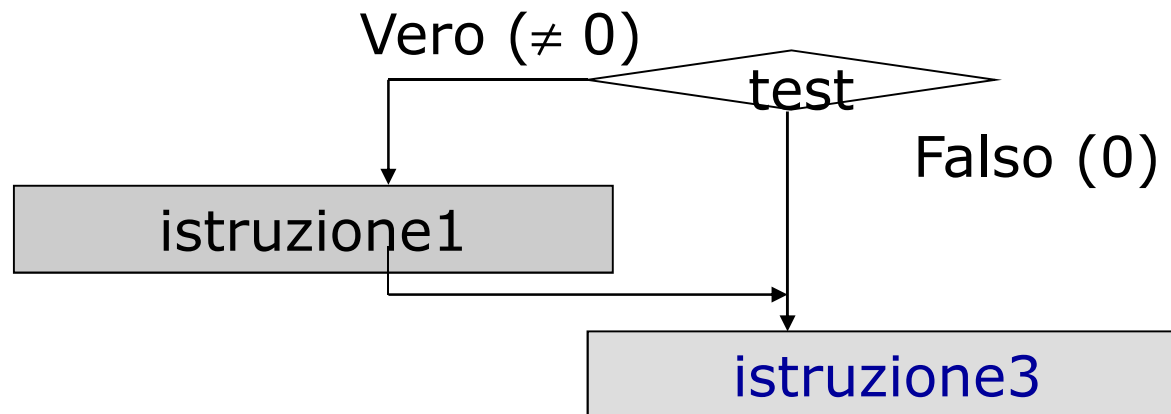 Vero (≠ 0)
test
Falso (0)
istruzione1
istruzione3